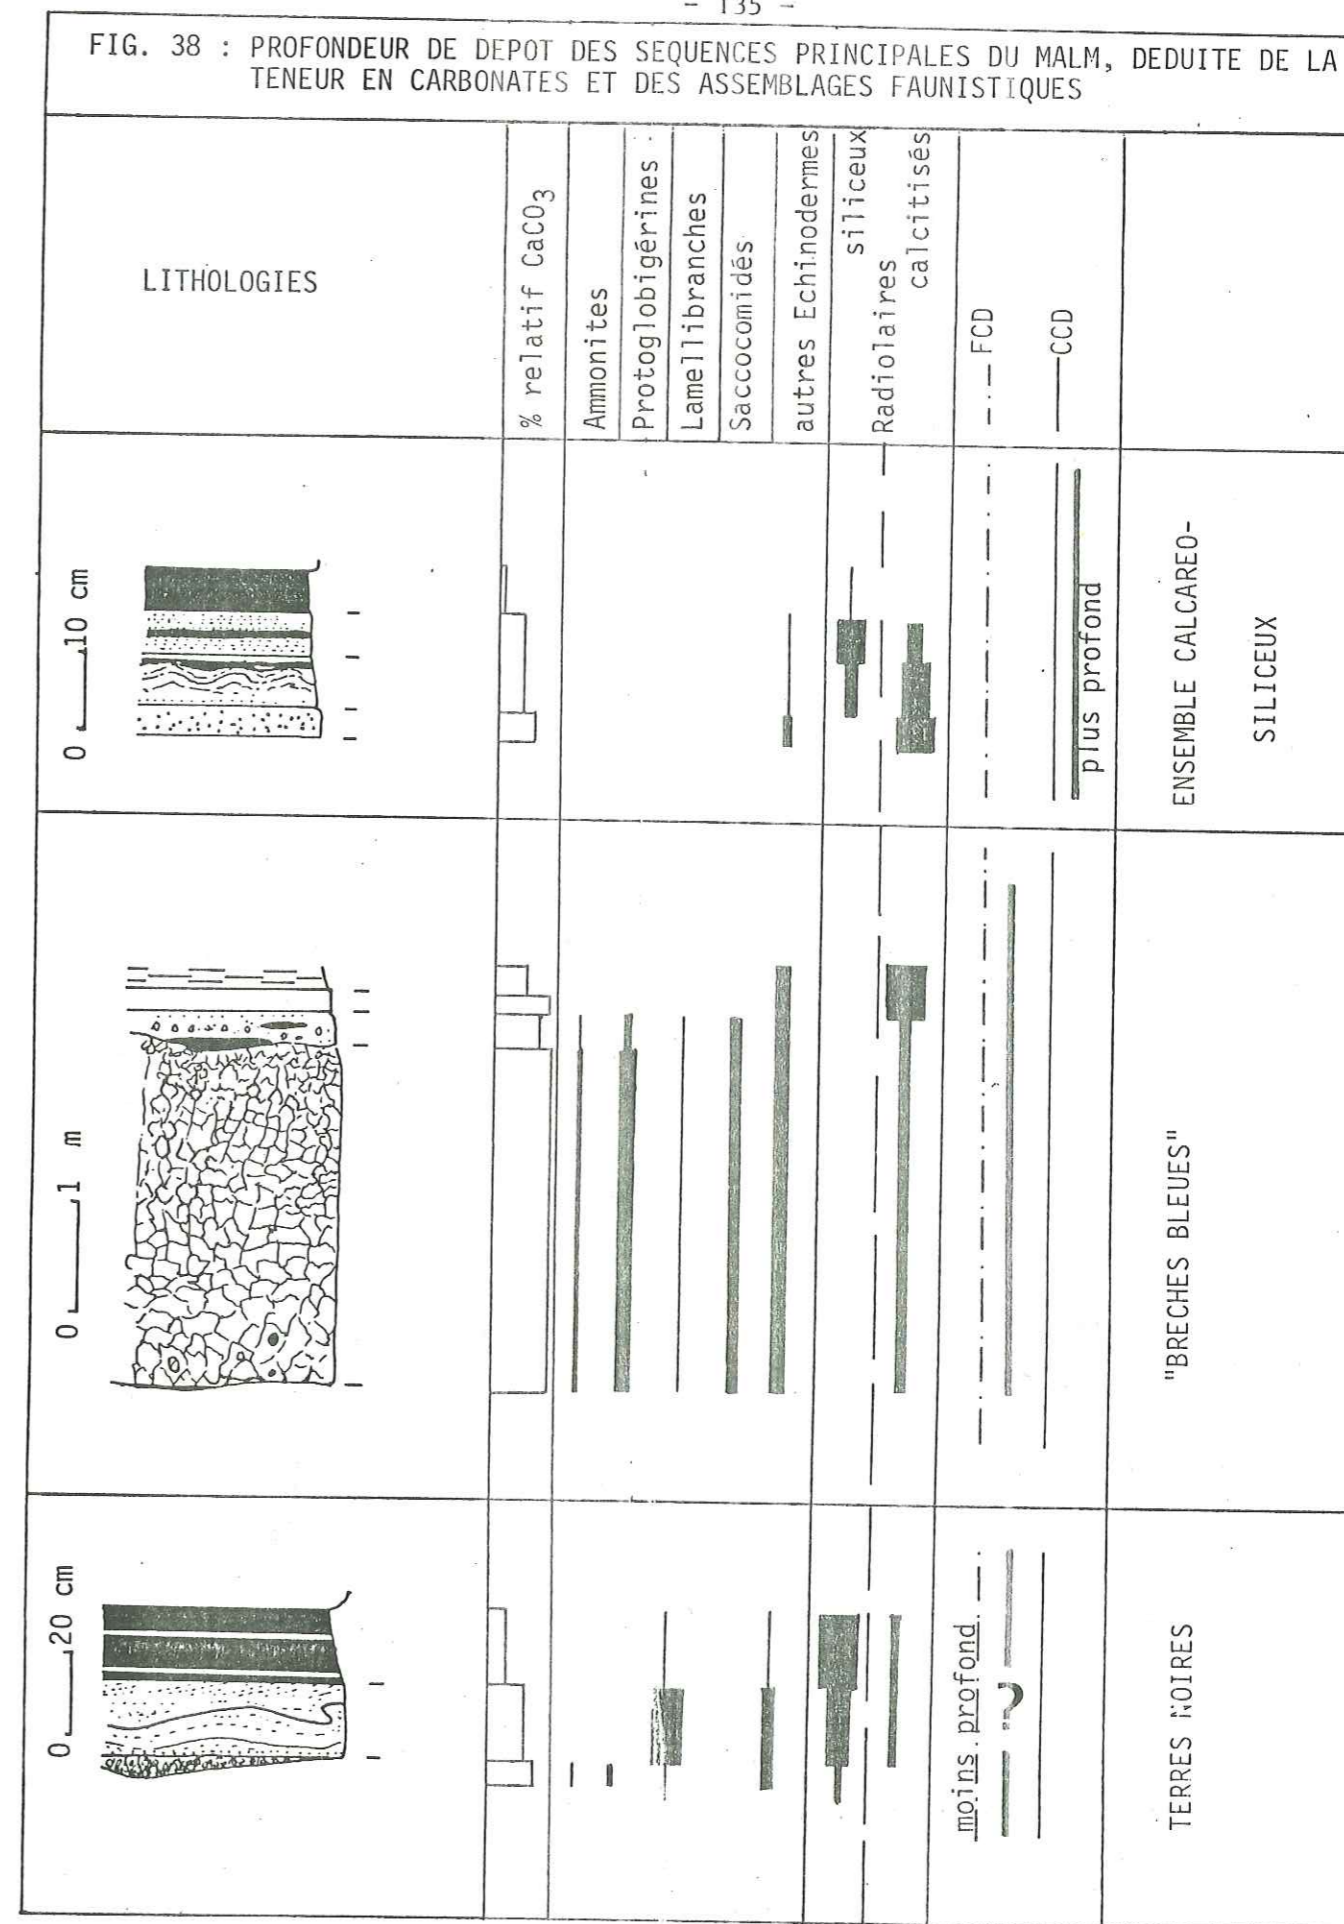 - 135 -
FIG. 38 : PROFONDEUR DE DEPOT DES SEQUENCES PRINCIPALES DU MALM, DEDUITE DE LA
TENEUR EN CARBONATES ET DES ASSEMBLAGES FAUNISTIQUES
LITHOLOGIES
% relatif CaCO3
Ammonites
Protoglobigérines
Lamellibranches
Saccocomidés
autres Echinodermes
siliceux
Radiolaires
calcitisés
FCD
CCD
0 10 cm
plus profond
ENSEMBLE CALCAREO-
SILICEUX
0 1 m
"BRECHES BLEUES"
0 20 cm
moins profond
?
TERRES NOIRES